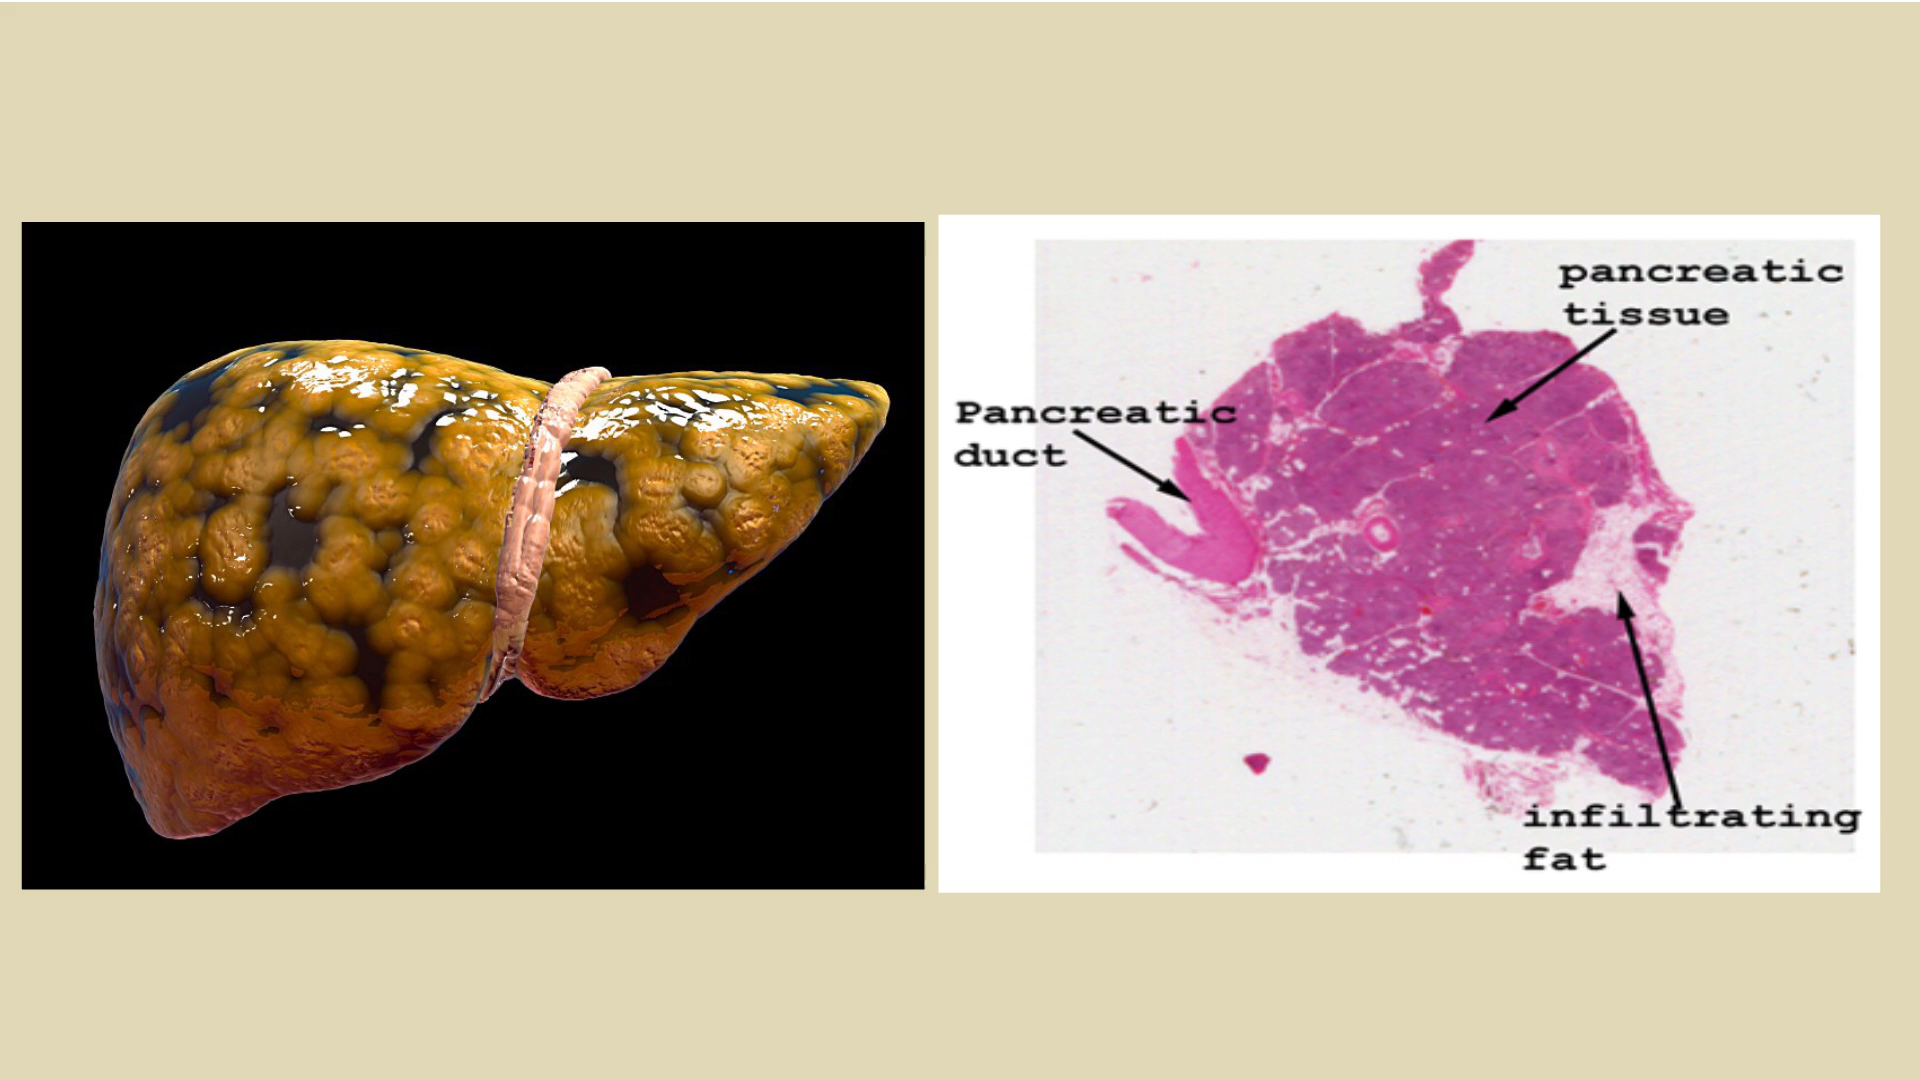 pancreatic
tissue
Pancreatic
duct
infiltrating
fat